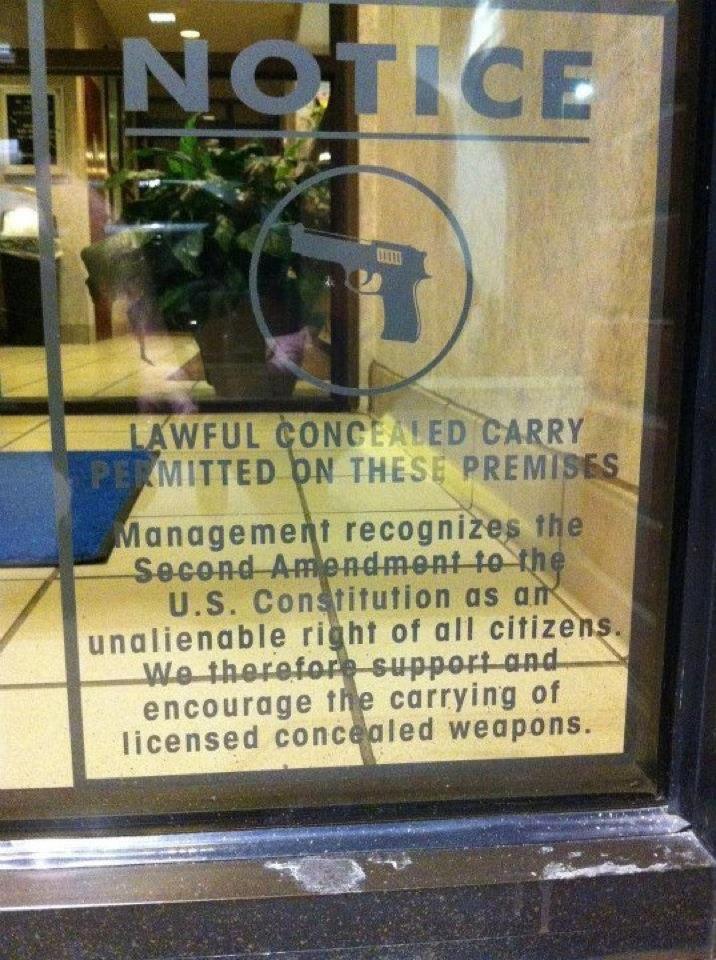 NOTICE
LAWFUL CONCEALED CARRY
PERMITTED ON THESE PREMISES
Management recognizes the
Second Amendment to the
U.S. Constitution as an
unalienable right of all citizens.
We therefore support and
encourage the carrying of
licensed concealed weapons.